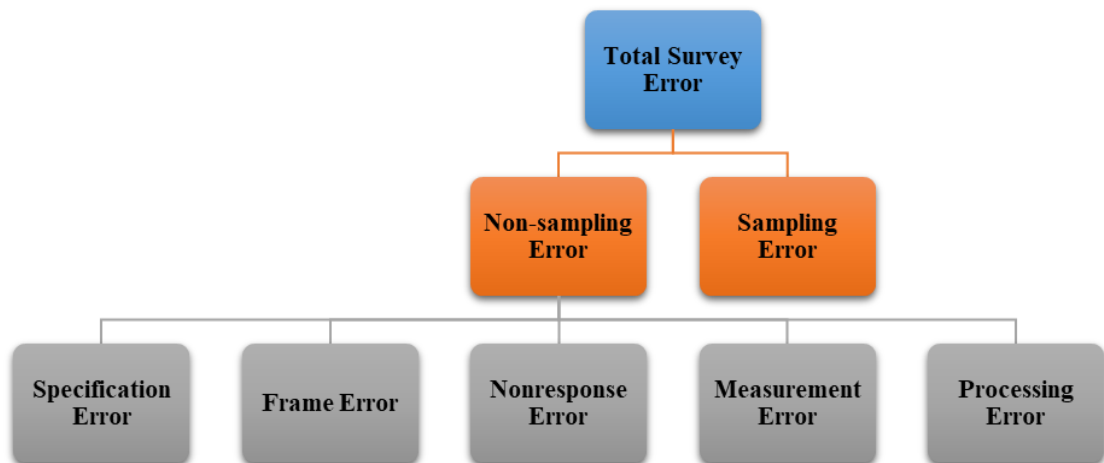 Total Survey
Error
Non-sampling
Error
Sampling
Error
Specification
Error
Frame Error
Nonresponse
Error
Measurement
Error
Processing
Error